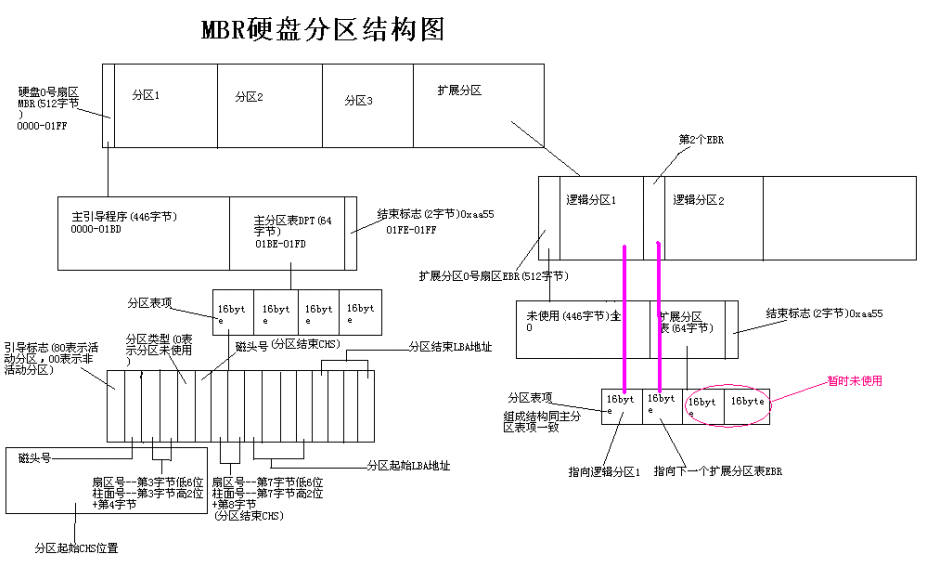 MBR硬盘分区结构图
硬盘0号扇区
MBR(512字节
)
0000-01FF
分区1
分区2
分区3
扩展分区
第2个EBR
逻辑分区1
逻辑分区2
主引导程序(446字节)
0000-01BD
主分区表DPT(64
字节)
01BE-01FD
结束标志(2字节)0xaa55
01FE-01FF
扩展分区0号扇区EBR(512字节)
分区表项
16byt
e
16byt
e
16byt
e
16byt
e
未使用(446字节)全
0
扩展分区
表(64字节)
结束标志(2字节)0xaa55
引导标志(80表示活
动分区，00表示非
活动分区)
分区类型(0表
示分区未使用
)
磁头号
(分区结束CHS)
分区结束LBA地址
暂时未使用
分区表项
组成结构同主分
区表项一致
16byt
e
16byt
e
16byt
e
16byte
磁头号
扇区号--第3字节低6位
柱面号--第3字节高2位
+第4字节
扇区号--第7字节低6位
柱面号--第7字节高2位
+第8字节
(分区结束CHS)
分区起始LBA地址
指向逻辑分区1
指向下一个扩展分区表EBR
分区起始CHS位置